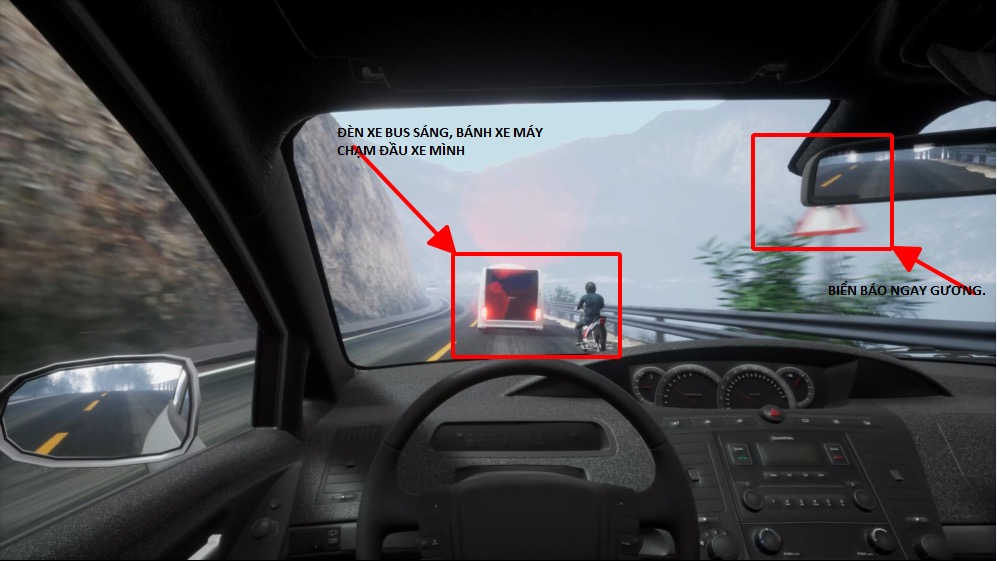 ĐÈN XE BUS SÁNG, BÁNH XE MÁY
CHẠM ĐẦU XE MÌNH
BIỂN BÁO NGAY GƯƠNG.